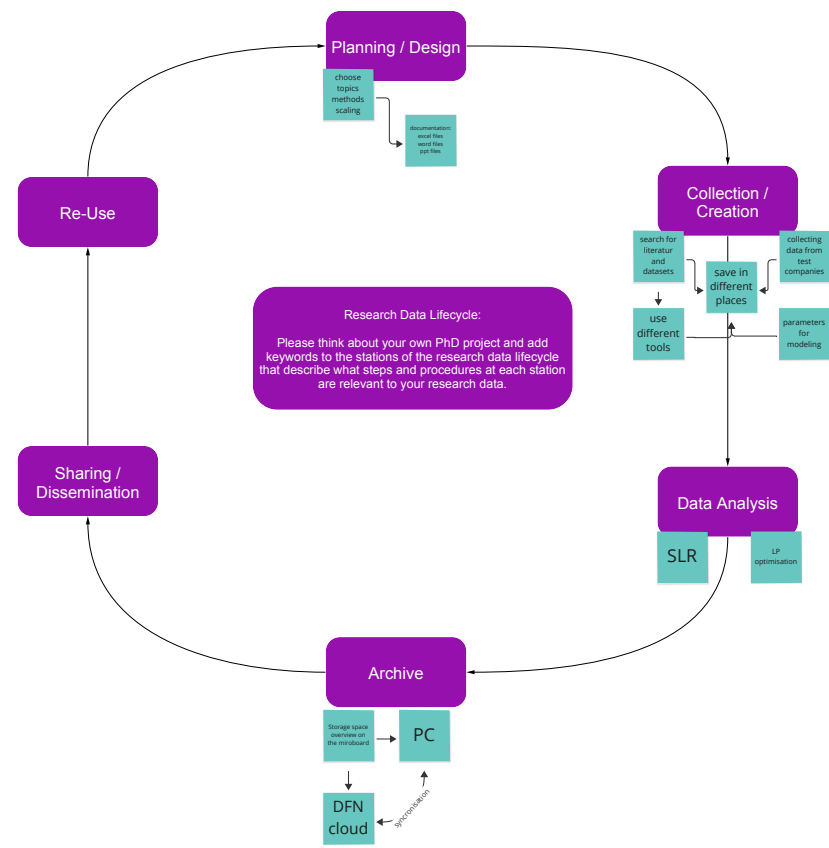 Planning / Design
choose
topics
methods
scaling
documentation:
excel files
word files
ppt files
Re-Use
Collection /
Creation
search for
literatur
and
datasets
save in
different
places
collecting
data from
test
companies
use
different
tools
parameters
for
modeling
Research Data Lifecycle:
Please think about your own PhD project and add
keywords to the stations of the research data lifecycle
that describe what steps and procedures at each station
are relevant to your research data.
Sharing /
Dissemination
Data Analysis
SLR
LP
optimisation
Archive
Storage space
overview on
the miroboard
PC
DFN
cloud
syncronisation